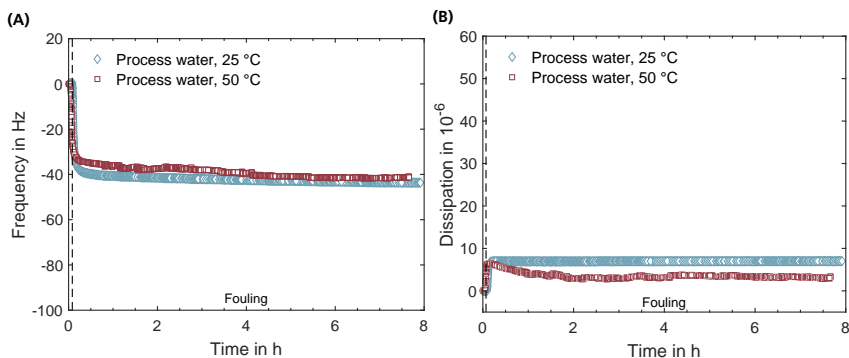 (A)
Frequency in Hz
20
0
-20
-40
-60
-80
-100
Process water, 25 °C
Process water, 50 °C
Fouling
0
2
4
6
8
Time in h
(B)
Dissipation in 10-6
60
50
40
30
20
10
0
Process water, 25 °C
Process water, 50 °C
Fouling
0
2
4
6
8
Time in h